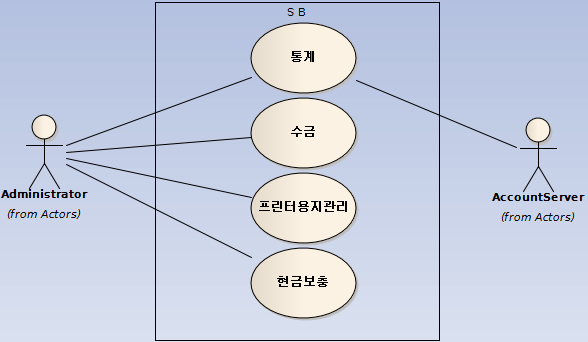 S B
통계
수금
프린터용지관리
현금보충
Administrator
(from Actors)
AccountServer
(from Actors)